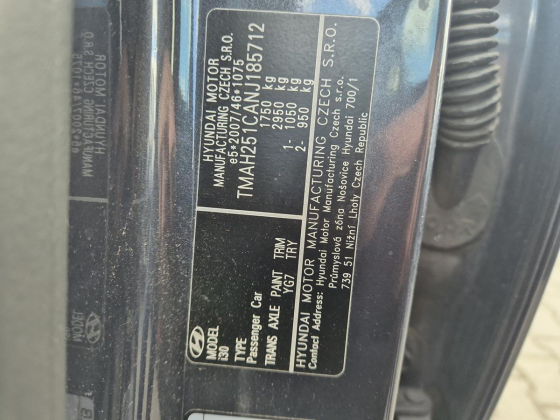 HYUNDAI MOTOR
MANUFACTURING CZECH S.R.O.
e5*2007/46*1075
TMAH251CANJ185712
1750 kg
2950 kg
1- 1050 kg
2- 950 kg
MODEL
i30
TYPE
Passenger Car
TRANS AXLE PAINT TRIM
YG7 TRY
HYUNDAI MOTOR MANUFACTURING CZECH S.R.O.
Contact Address: Hyundai Motor Manufacturing Czech s.r.o.
Průmyslová zóna Nošovice Hyundai 700/1
739 51 Nižní Lhoty Czech Republic